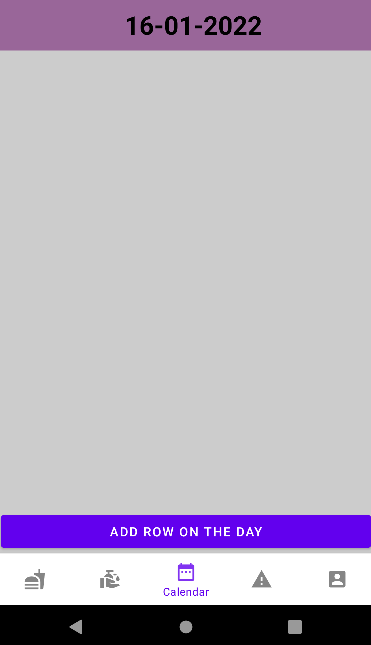 16-01-2022
ADD ROW ON THE DAY
Calendar